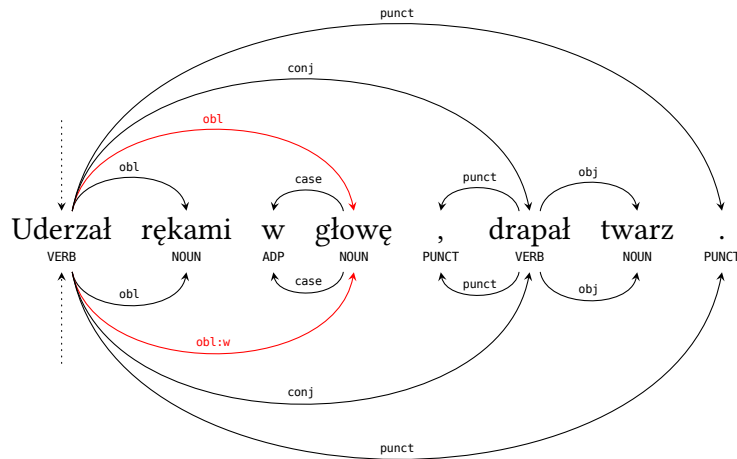 punct
conj
obl
obl case punct obj
Uderzał rękami w głowę , drapał twarz .
VERB NOUN ADP NOUN PUNCT VERB NOUN PUNCT
obl case punct obj
obl:w
conj
punct